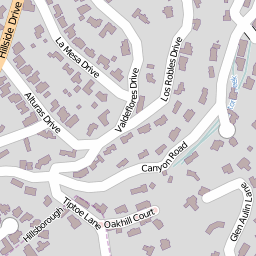 Hillside Drive
La Mesa Drive
Valdeflores Drive
Los Robles Drive
Alturas Drive
Canyon Road
Tiptoe Lane
Oakhill Court
Hillsborough
Glen Aulin Lane